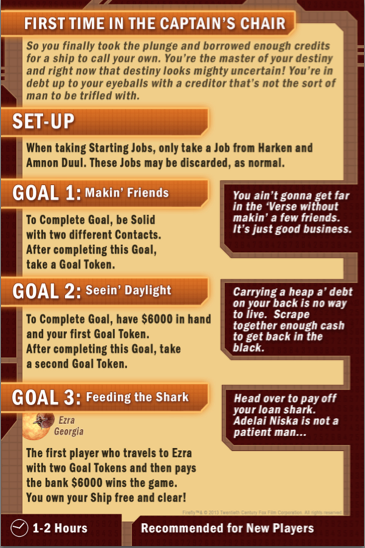 FIRST TIME IN THE CAPTAIN'S CHAIR
So you finally took the plunge and borrowed enough credits
for a ship to call your own. You're the master of your destiny
and right now that destiny looks mighty uncertain! You're in
debt up to your eyeballs with a creditor that's not the sort of
man to be trifled with.
SET-UP
When taking Starting Jobs, only take a Job from Harken and
Amnon Duul. These Jobs may be discarded, as normal.
GOAL 1: Makin' Friends
To Complete Goal, be Solid
with two different Contacts.
After completing this Goal,
take a Goal Token.
You ain't gonna get far
in the 'Verse without
makin' a few friends.
It's just good business.
GOAL 2: Seein' Daylight
To Complete Goal, have $6000 in hand
and your first Goal Token.
After completing this Goal, take
a second Goal Token.
Carrying a heap a' debt
on your back is no way
to live. Scrape
together enough cash
to get back in the
black.
GOAL 3: Feeding the Shark
Ezra
Georgia
The first player who travels to Ezra
with two Goal Tokens and then pays
the bank $6000 wins the game.
You own your Ship free and clear!
Head over to pay off
your loan shark.
Adelai Niska is not a
patient man...
Firefly™& © 2013 Twentieth Century Fox Film Corporation. All rights reserved.
1-2 Hours
Recommended for New Players